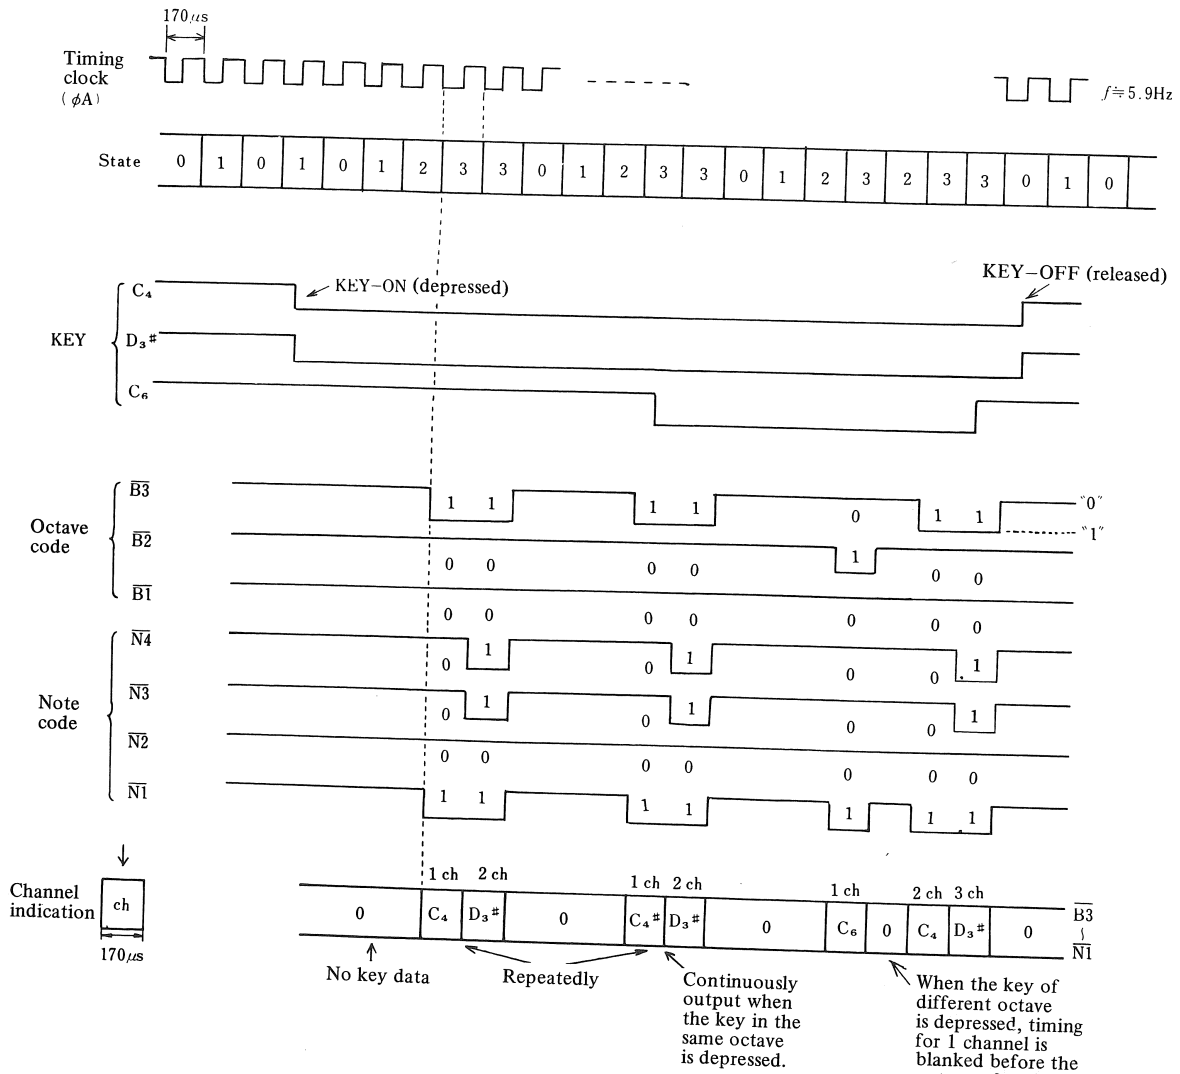 170μs
Timing
clock
(φA)
f≒5.9Hz
State 0 1 0 1 0 1 2 3 3 0 1 2 3 3 0 1 2 3 2 3 3 0 1 0
KEY-OFF (released)
C₄ KEY-ON (depressed)
KEY D₃#
C₆
B3 1 1 1 1 0 1 1 "0"
"1"
Octave
code
B2 0 0 0 0 1 0 0
B1 0 0 0 0 0 0 0
N4 0 1 0 1 0 0 1
Note
code
N3 0 1 0 1 0 0 1
N2 0 0 0 0 0 0 0
N1 1 1 1 1 1 1 1
1 ch 2 ch 1 ch 2 ch 1 ch 2 ch 3 ch
Channel
indication ch 0 C₄ D₃# 0 C₄# D₃# 0 C₆ 0 C₄ D₃# 0 B3
~
N1
170μs
No key data
Repeatedly
Continuously
output when
the key in the
same octave
is depressed.
When the key of
different octave
is depressed, timing
for 1 channel is
blanked before the